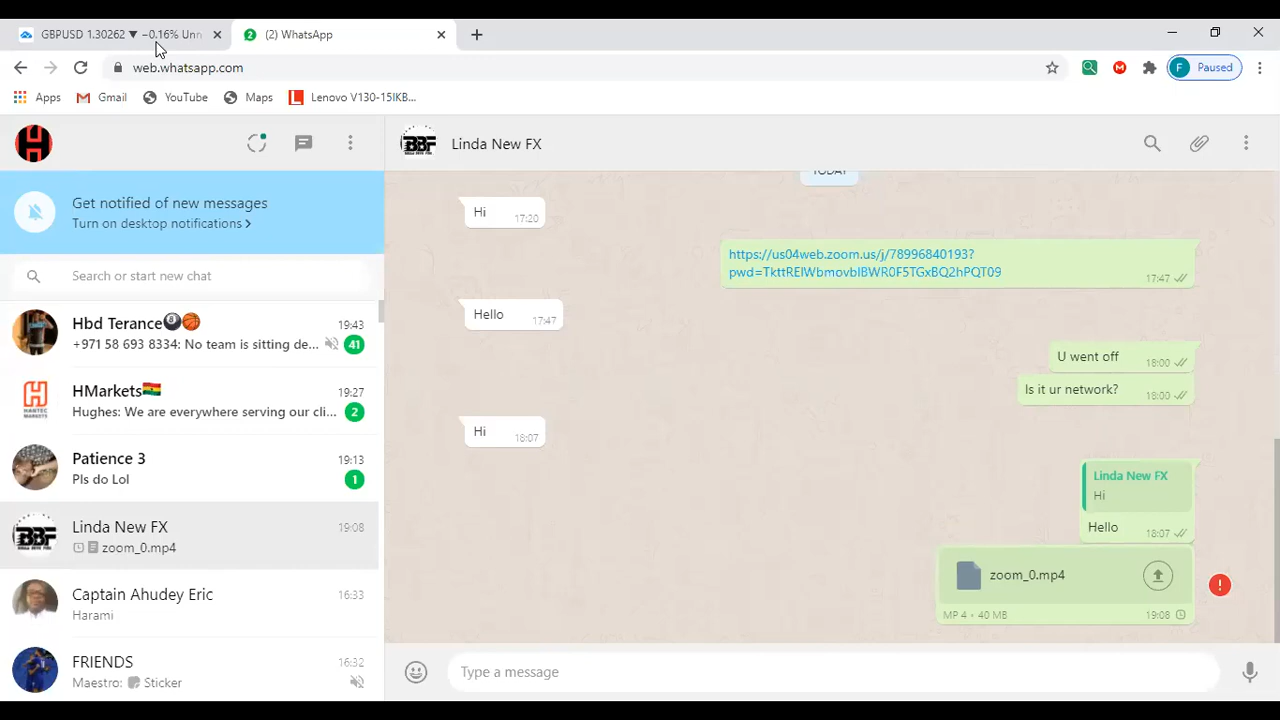 GBPUSD 1.30262 ▼ −0.16% Unn
(2) WhatsApp
web.whatsapp.com
F Paused
Apps
Gmail
YouTube
Maps
Lenovo V130-15IKB...
Linda New FX
Get notified of new messages
Turn on desktop notifications >
Search or start new chat
Hbd Terance🎱🏀 19:43
+971 58 693 8334: No team is sitting de... 41
HMarkets🇬🇭 19:27
Hughes: We are everywhere serving our cli... 2
Patience 3 19:13
Pls do Lol 1
Linda New FX 19:08
zoom_0.mp4
Captain Ahudey Eric 16:33
Harami
FRIENDS 16:32
Maestro: Sticker
TODAY
Hi 17:20
https://us04web.zoom.us/j/78996840193?
pwd=TkttRElWbmovblBWR0F5TGxBQ2hPQT09 17:47
Hello 17:47
U went off 18:00
Is it ur network? 18:00
Hi 18:07
Linda New FX
Hi
Hello 18:07
zoom_0.mp4
MP 4 • 40 MB 19:08
Type a message